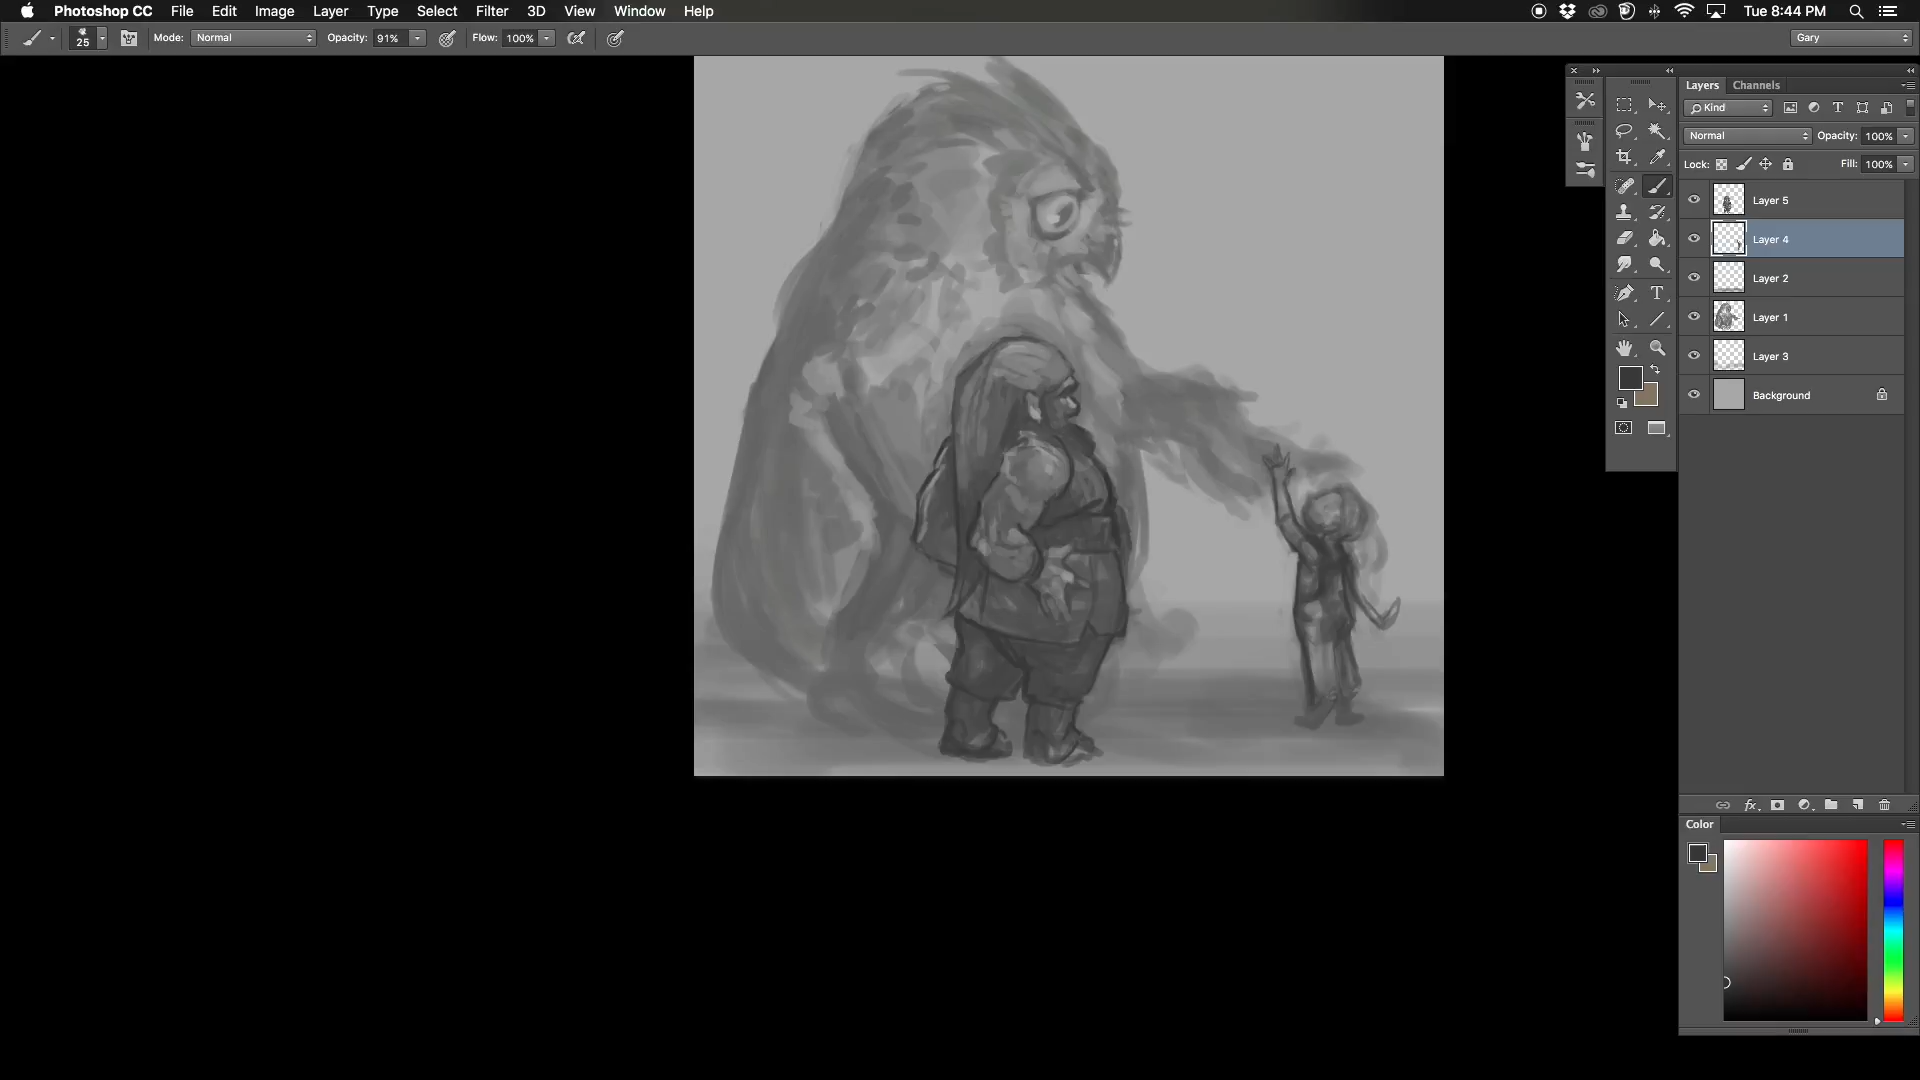 Photoshop CC File Edit Image Layer Type Select Filter 3D View Window Help Tue 8:44 PM
25 Mode: Normal Opacity: 91% Flow: 100% Gary
Layers Channels
Kind
Normal Opacity: 100%
Lock: Fill: 100%
Layer 5
Layer 4
Layer 2
Layer 1
Layer 3
Background
fx
Color